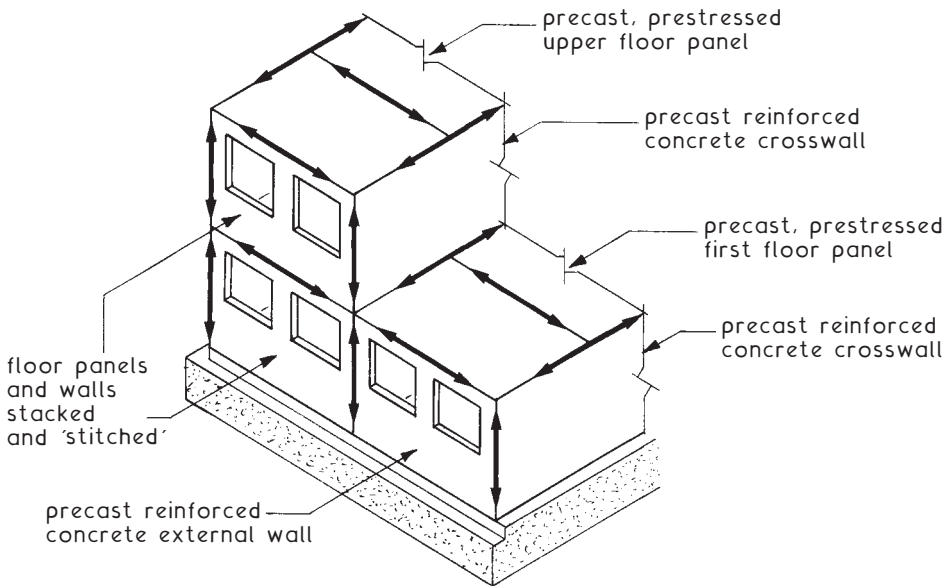 precast, prestressed
upper floor panel
precast reinforced
concrete crosswall
precast, prestressed
first floor panel
precast reinforced
concrete crosswall
floor panels
and walls
stacked
and ‘stitched’
precast reinforced
concrete external wall